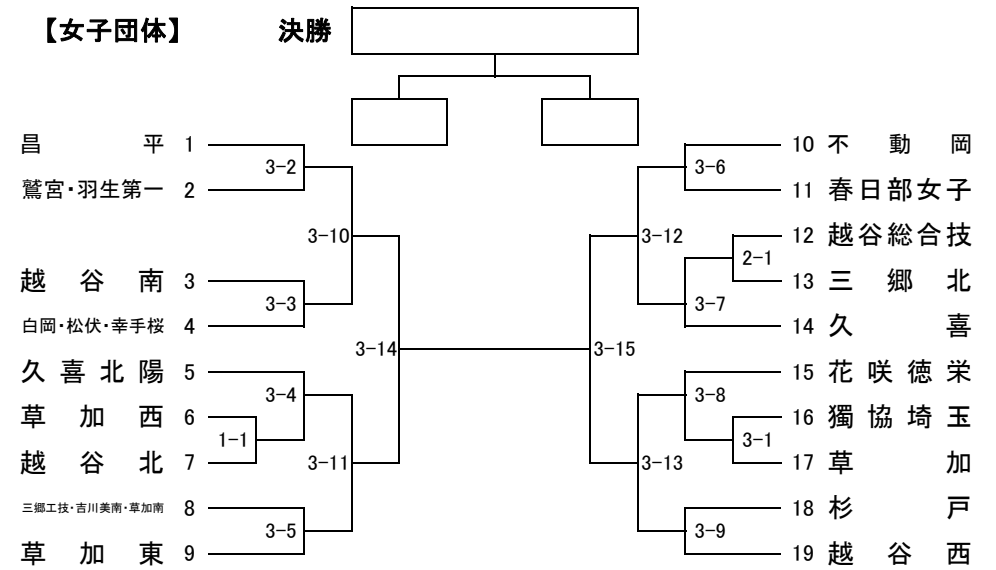 【女子団体】 決勝
昌平 1
鷲宮・羽生第一 2
越谷南 3
白岡・松伏・幸手桜 4
久喜北陽 5
草加西 6
越谷北 7
三郷工技・吉川美南・草加南 8
草加東 9
3-2
3-10
3-3
3-14
3-4
1-1
3-11
3-5
10 不動岡
11 春日部女子
12 越谷総合技
13 三郷北
14 久喜
15 花咲徳栄
16 獨協埼玉
17 草加
18 杉戸
19 越谷西
3-6
3-12
2-1
3-7
3-15
3-8
3-1
3-13
3-9